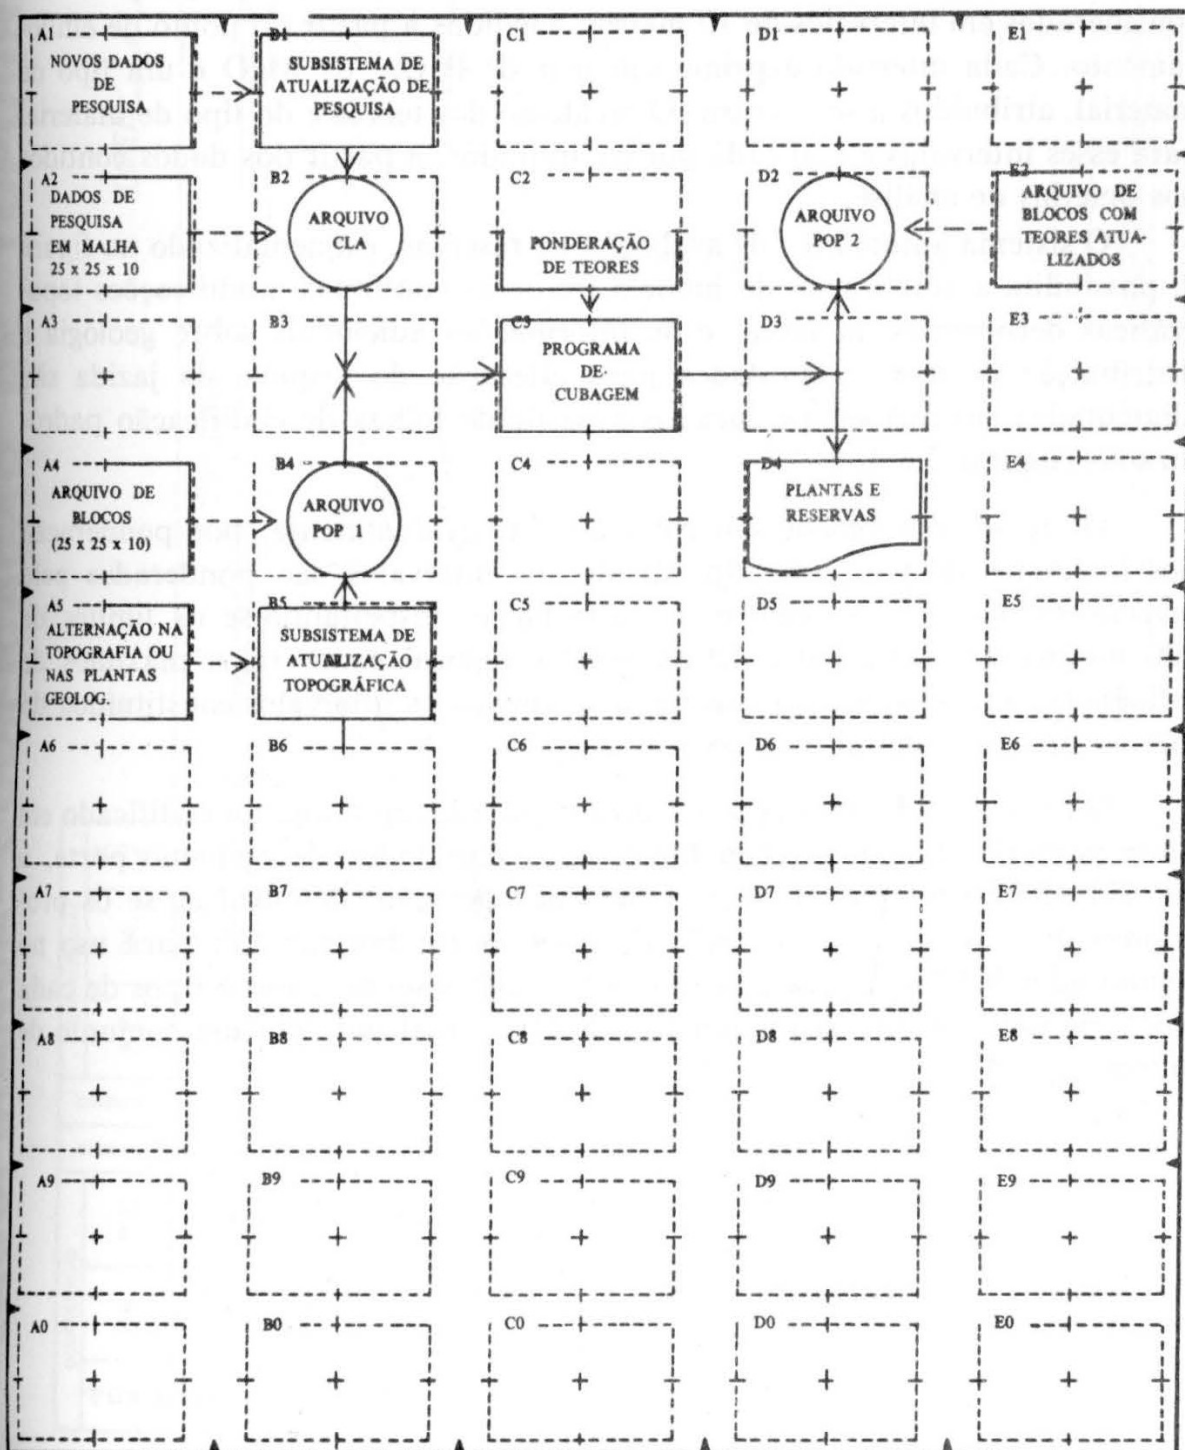 A1
NOVOS DADOS
DE
PESQUISA
SUBSISTEMA DE
ATUALIZAÇÃO DE
PESQUISA
C1
D1
E1
A2
DADOS DE
PESQUISA
EM MALHA
25 x 25 x 10
B2
ARQUIVO
CLA
C2
PONDERAÇÃO
DE TEORES
D2
ARQUIVO
POP 2
E2
ARQUIVO DE
BLOCOS COM
TEORES ATUA-
LIZADOS
A3
B3
C3
PROGRAMA
DE
CUBAGEM
D3
E3
A4
ARQUIVO DE
BLOCOS
(25 x 25 x 10)
B4
ARQUIVO
POP 1
C4
D4
PLANTAS E
RESERVAS
E4
A5
ALTERNAÇÃO NA
TOPOGRAFIA OU
NAS PLANTAS
GEOLOG.
B5
SUBSISTEMA DE
ATUALIZAÇÃO
TOPOGRÁFICA
C5
D5
E5
A6
B6
C6
D6
E6
A7
B7
C7
D7
E7
A8
B8
C8
D8
E8
A9
B9
C9
D9
E9
A0
B0
C0
D0
E0